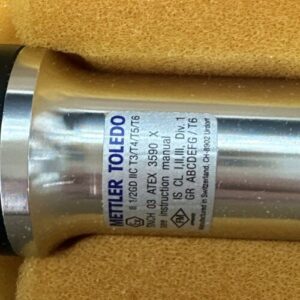 METTLER TOLEDO
II 1/2GD IIC T3/T4/T5/T6
03 ATEX 3590 X
see instruction manual
IS CL.I,II,III, Div.1
GR ABCDEFG / T6
Manufactured in Switzerland, CH-8902 Urdorf